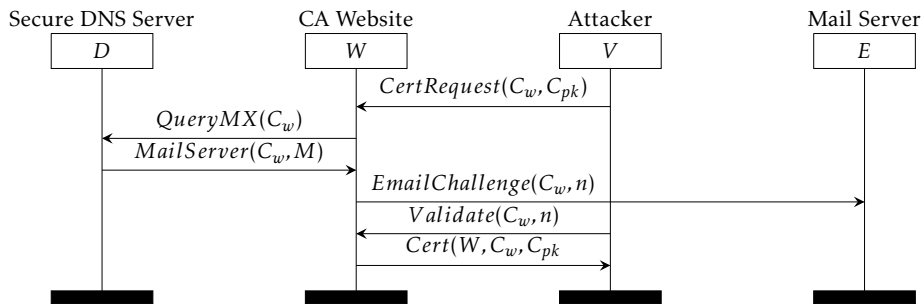 Secure DNS Server CA Website Attacker Mail Server
D W V E
CertRequest(C_w, C_pk)
QueryMX(C_w)
MailServer(C_w, M)
EmailChallenge(C_w, n)
Validate(C_w, n)
Cert(W, C_w, C_pk